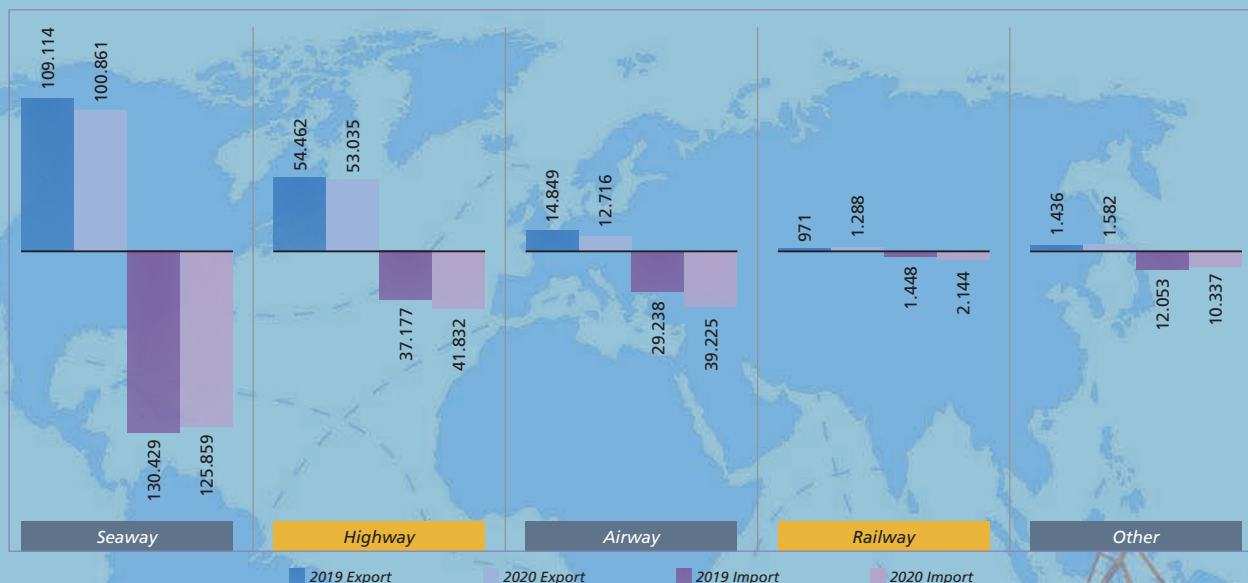 109.114
100.861
130.429
125.859
Seaway
54.462
53.035
37.177
41.832
Highway
14.849
12.716
29.238
39.225
Airway
971
1.288
1.448
2.144
Railway
1.436
1.582
12.053
10.337
Other
2019 Export
2020 Export
2019 Import
2020 Import